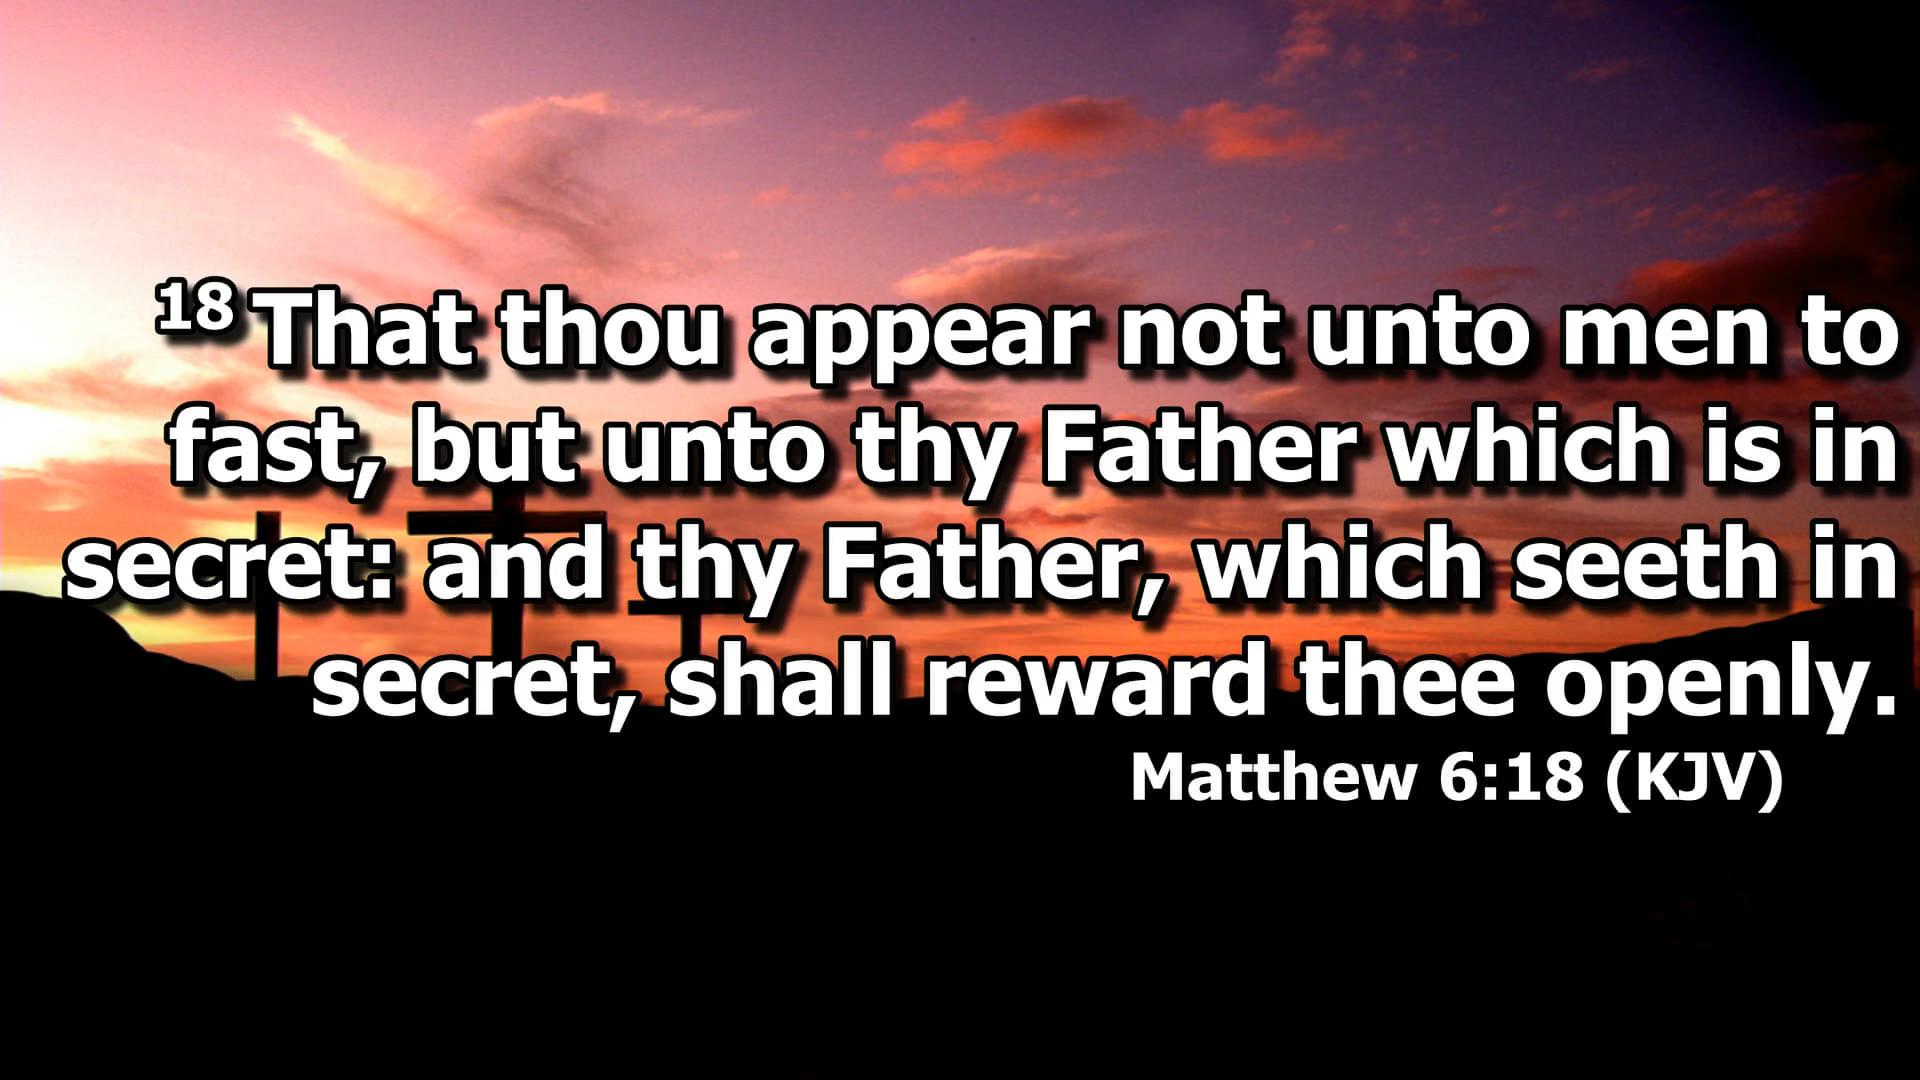 18 That thou appear not unto men to
fast, but unto thy Father which is in
secret: and thy Father, which seeth in
secret, shall reward thee openly.
Matthew 6:18 (KJV)